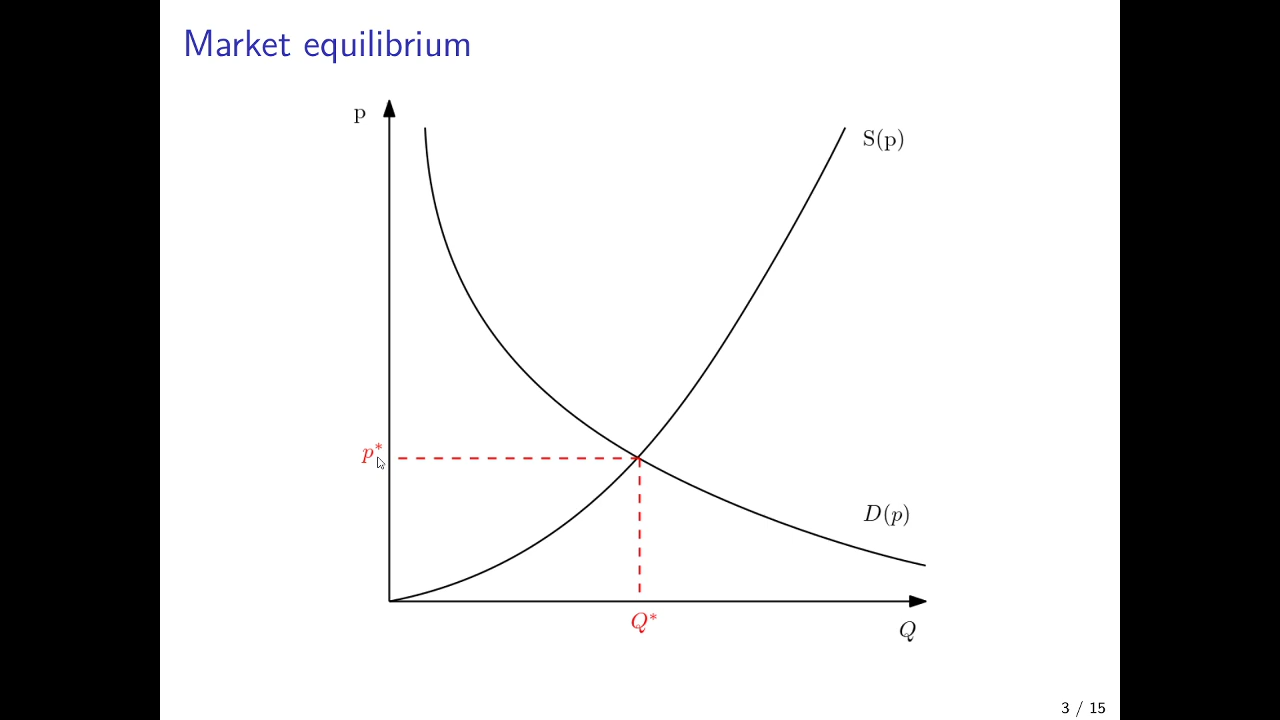 Market equilibrium
p
S(p)
p*
D(p)
Q*
Q
3 / 15